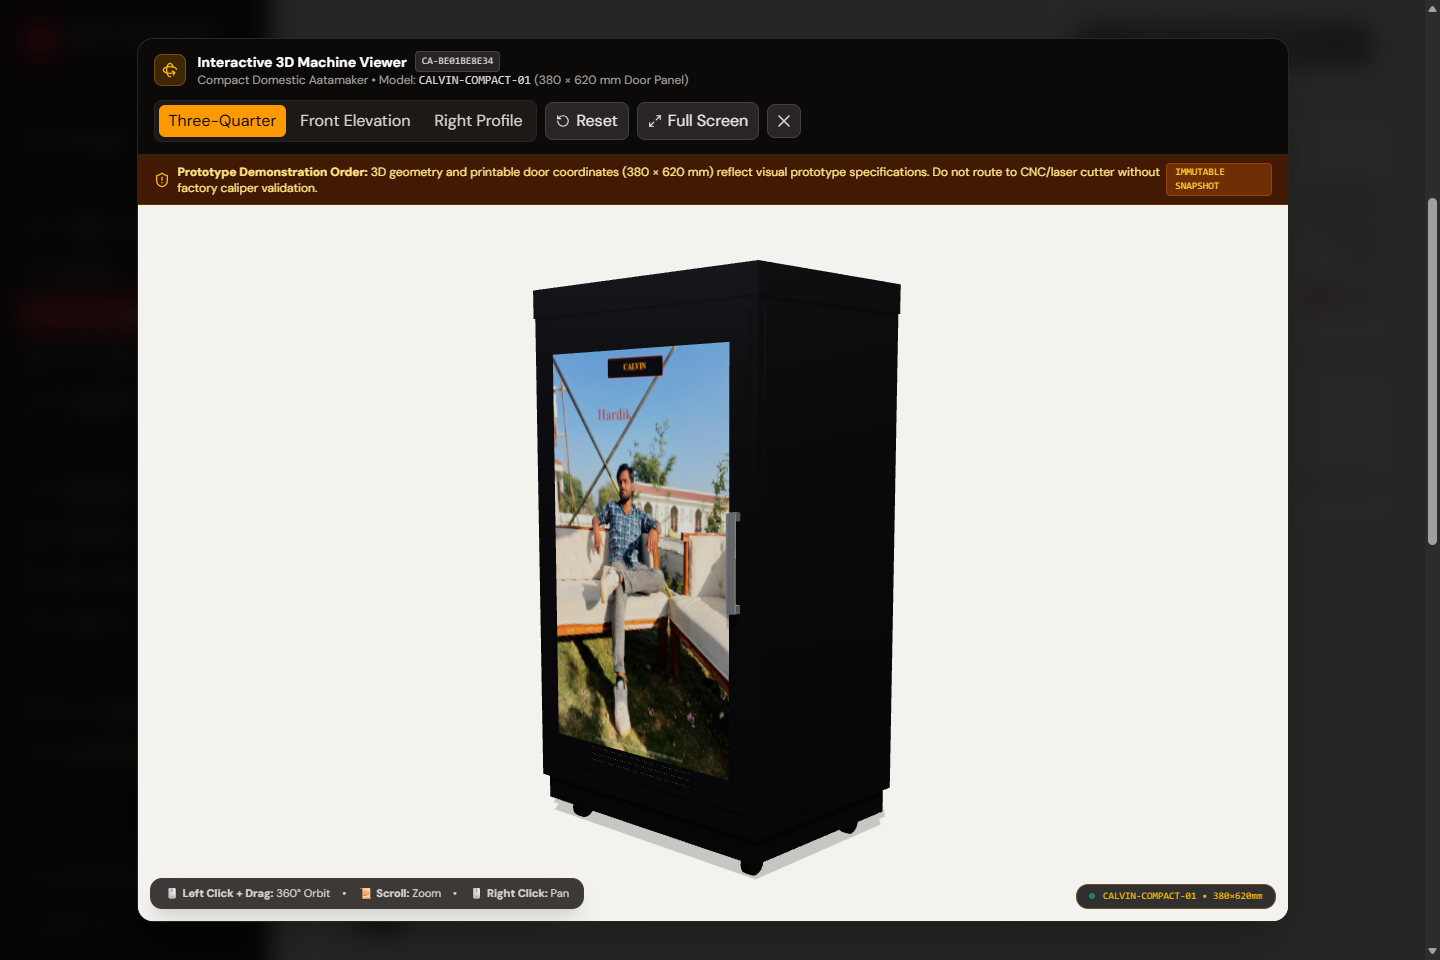 Interactive 3D Machine Viewer CA-BE01BE8E34
Compact Domestic Aatamaker • Model: CALVIN-COMPACT-01 (380 × 620 mm Door Panel)
Three-Quarter Front Elevation Right Profile Reset Full Screen
Prototype Demonstration Order: 3D geometry and printable door coordinates (380 × 620 mm) reflect visual prototype specifications. Do not route to CNC/laser cutter without
factory caliper validation.
IMMUTABLE
SNAPSHOT
CALVIN
Hardik
Left Click + Drag: 360° Orbit • Scroll: Zoom • Right Click: Pan
CALVIN-COMPACT-01 • 380×620mm